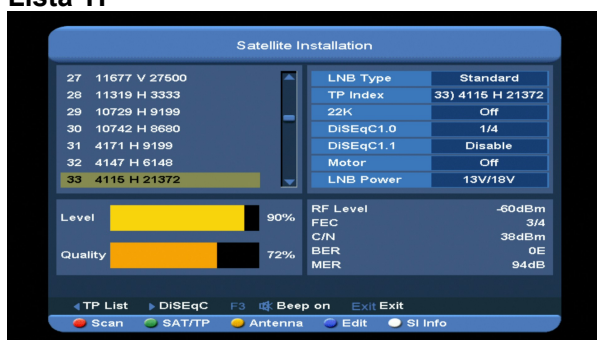 Lista TP
Satellite Installation
27 11677 V 27500
28 11319 H 3333
29 10729 H 9199
30 10742 H 8680
31 4171 H 9199
32 4147 H 6148
33 4115 H 21372
LNB Type Standard
TP Index 33) 4115 H 21372
22K Off
DiSEqC1.0 1/4
DiSEqC1.1 Disable
Motor Off
LNB Power 13V/18V
Level 90%
Quality 72%
RF Level -60dBm
FEC 3/4
C/N 38dBm
BER 0E
MER 94dB
TP List DiSEqC F3 Beep on Exit Exit
Scan SAT/TP Antenna Edit SI Info